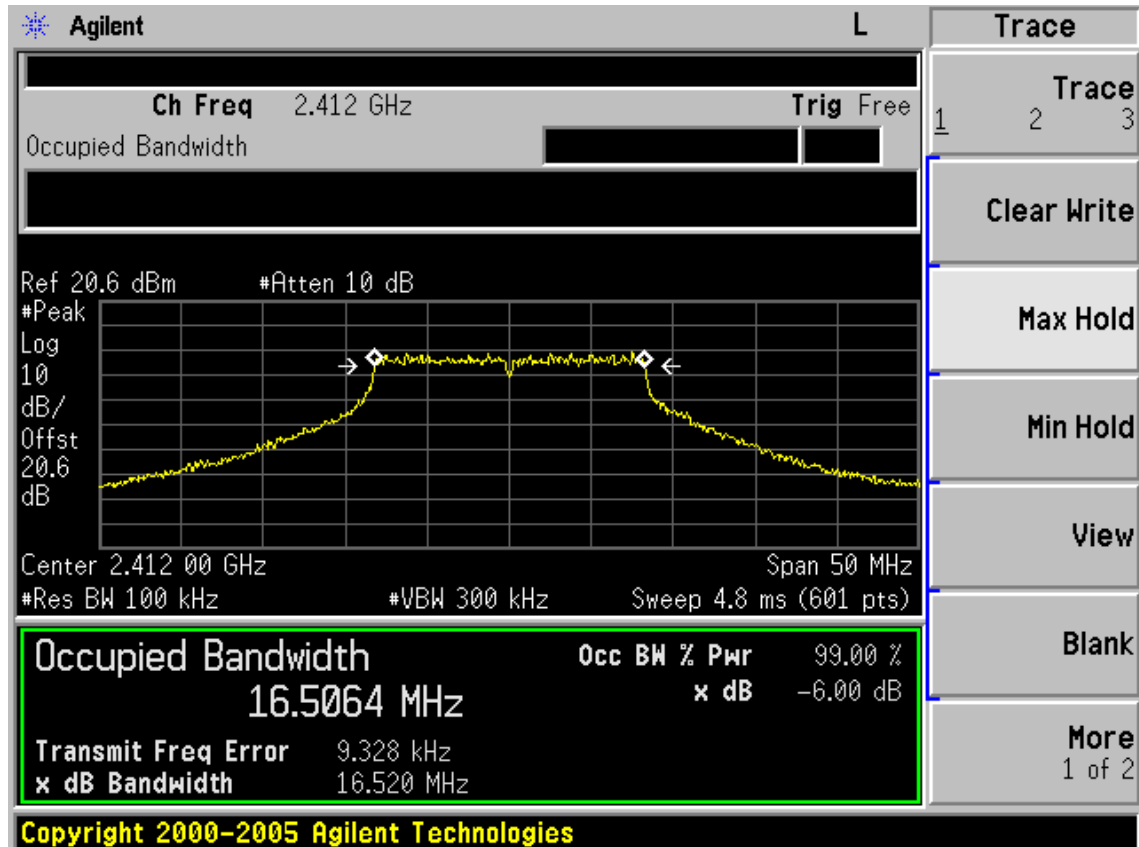 Agilent L Trace
Ch Freq 2.412 GHz Trig Free
Occupied Bandwidth
Trace
1 2 3
Clear Write
Ref 20.6 dBm #Atten 10 dB
#Peak
Log
10
dB/
Offst
20.6
dB
Max Hold
Min Hold
View
Center 2.412 00 GHz Span 50 MHz
#Res BW 100 kHz #VBW 300 kHz Sweep 4.8 ms (601 pts)
Blank
Occupied Bandwidth Occ BW % Pwr 99.00 %
16.5064 MHz x dB -6.00 dB
Transmit Freq Error 9.328 kHz
x dB Bandwidth 16.520 MHz
More
1 of 2
Copyright 2000-2005 Agilent Technologies